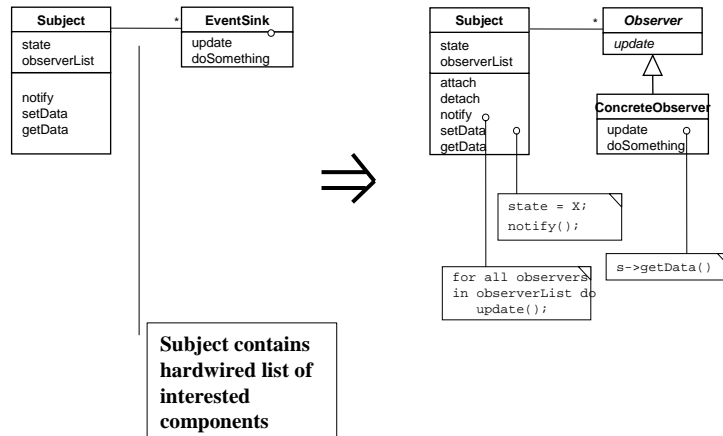 Subject
state
observerList
notify
setData
getData
*
EventSink
update
doSomething
Subject contains
hardwired list of
interested
components
Subject
state
observerList
attach
detach
notify
setData
getData
*
Observer
update
ConcreteObserver
update
doSomething
state = X;
notify();
for all observers
in observerList do
update();
s->getData()